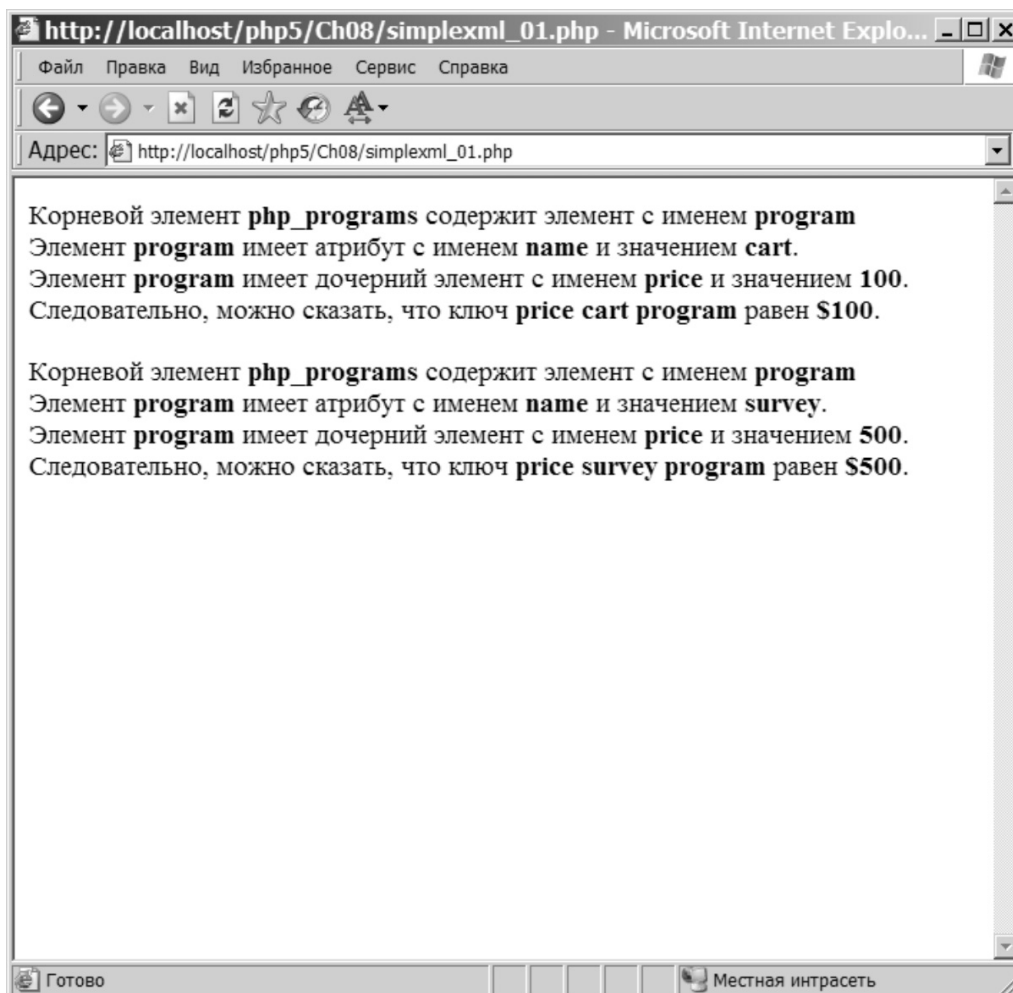 http://localhost/php5/Ch08/simplexml_01.php - Microsoft Internet Explo...
Файл Правка Вид Избранное Сервис Справка
Адрес: http://localhost/php5/Ch08/simplexml_01.php
Корневой элемент php_programs содержит элемент с именем program
Элемент program имеет атрибут с именем name и значением cart.
Элемент program имеет дочерний элемент с именем price и значением 100.
Следовательно, можно сказать, что ключ price cart program равен $100.
Корневой элемент php_programs содержит элемент с именем program
Элемент program имеет атрибут с именем name и значением survey.
Элемент program имеет дочерний элемент с именем price и значением 500.
Следовательно, можно сказать, что ключ price survey program равен $500.
Готово Местная интрасеть